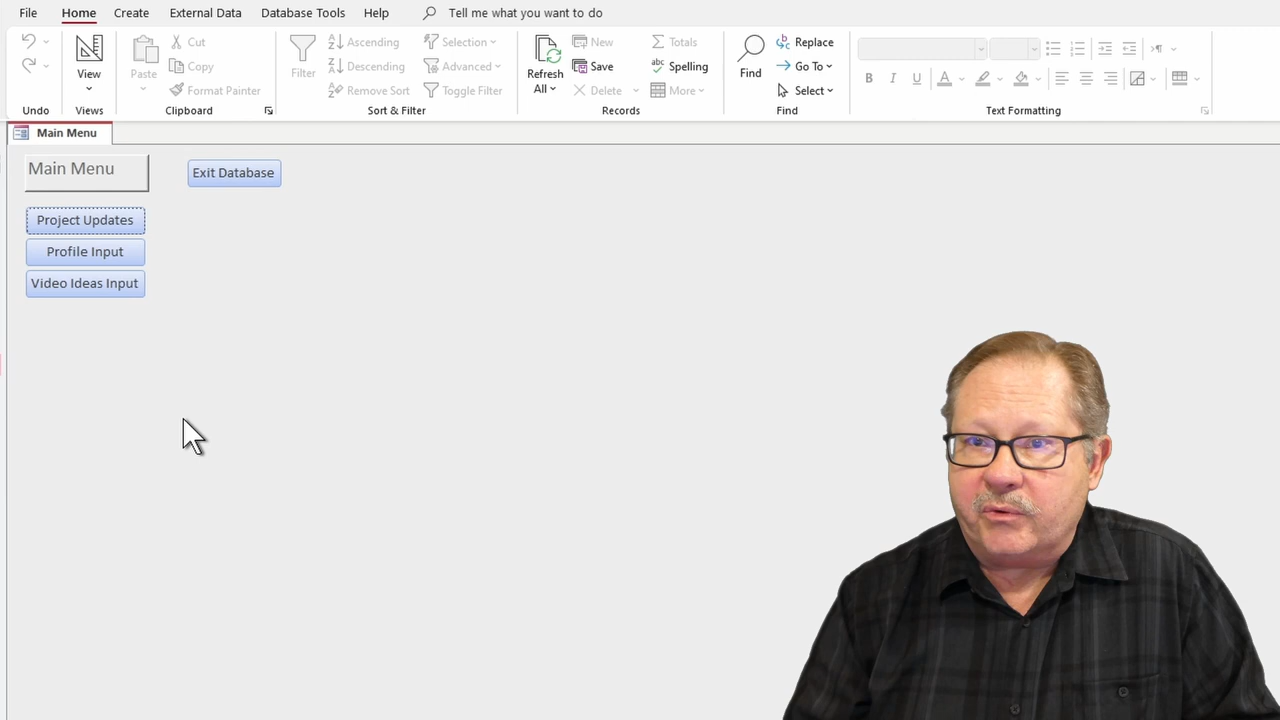 File Home Create External Data Database Tools Help Tell me what you want to do
View
Views
Undo
Paste
Cut
Copy
Format Painter
Clipboard
Filter
Ascending
Descending
Selection
Advanced
Toggle Filter
Sort & Filter
Refresh
All
New
Save
Delete
Totals
Spelling
More
Records
Find
Replace
Go To
Select
Find
B I U A
Text Formatting
Main Menu
Main Menu
Exit Database
Project Updates
Profile Input
Video Ideas Input